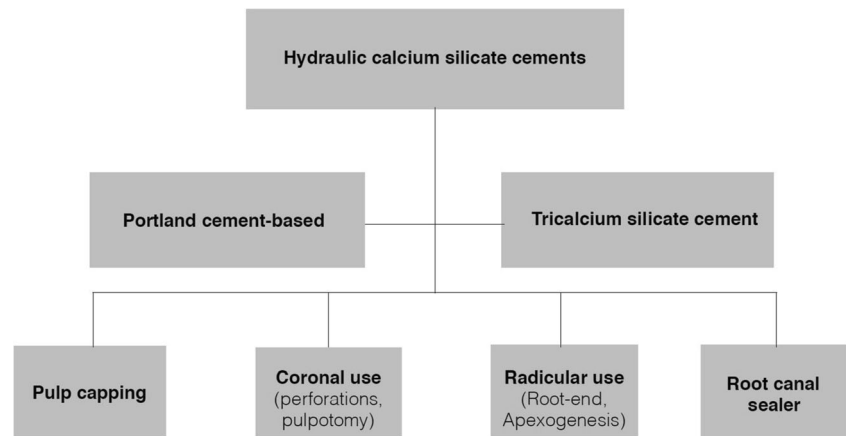 Hydraulic calcium silicate cements
Portland cement-based
Tricalcium silicate cement
Pulp capping
Coronal use
(perforations,
pulpotomy)
Radicular use
(Root-end,
Apexogenesis)
Root canal
sealer